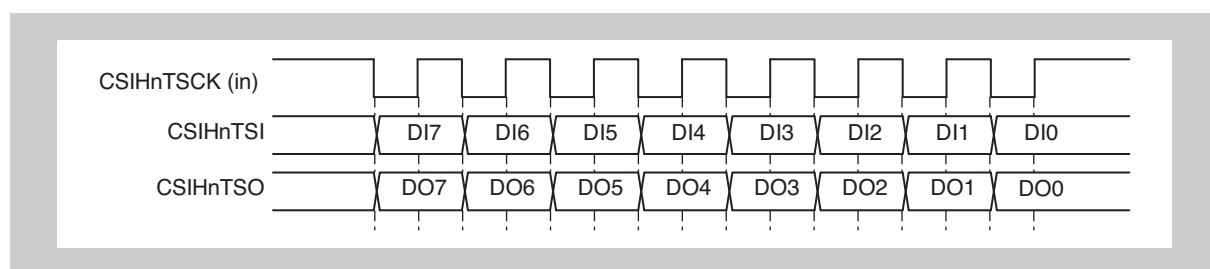 CSIHnTSCK (in)
CSIHnTSI DI7 DI6 DI5 DI4 DI3 DI2 DI1 DI0
CSIHnTSO DO7 DO6 DO5 DO4 DO3 DO2 DO1 DO0